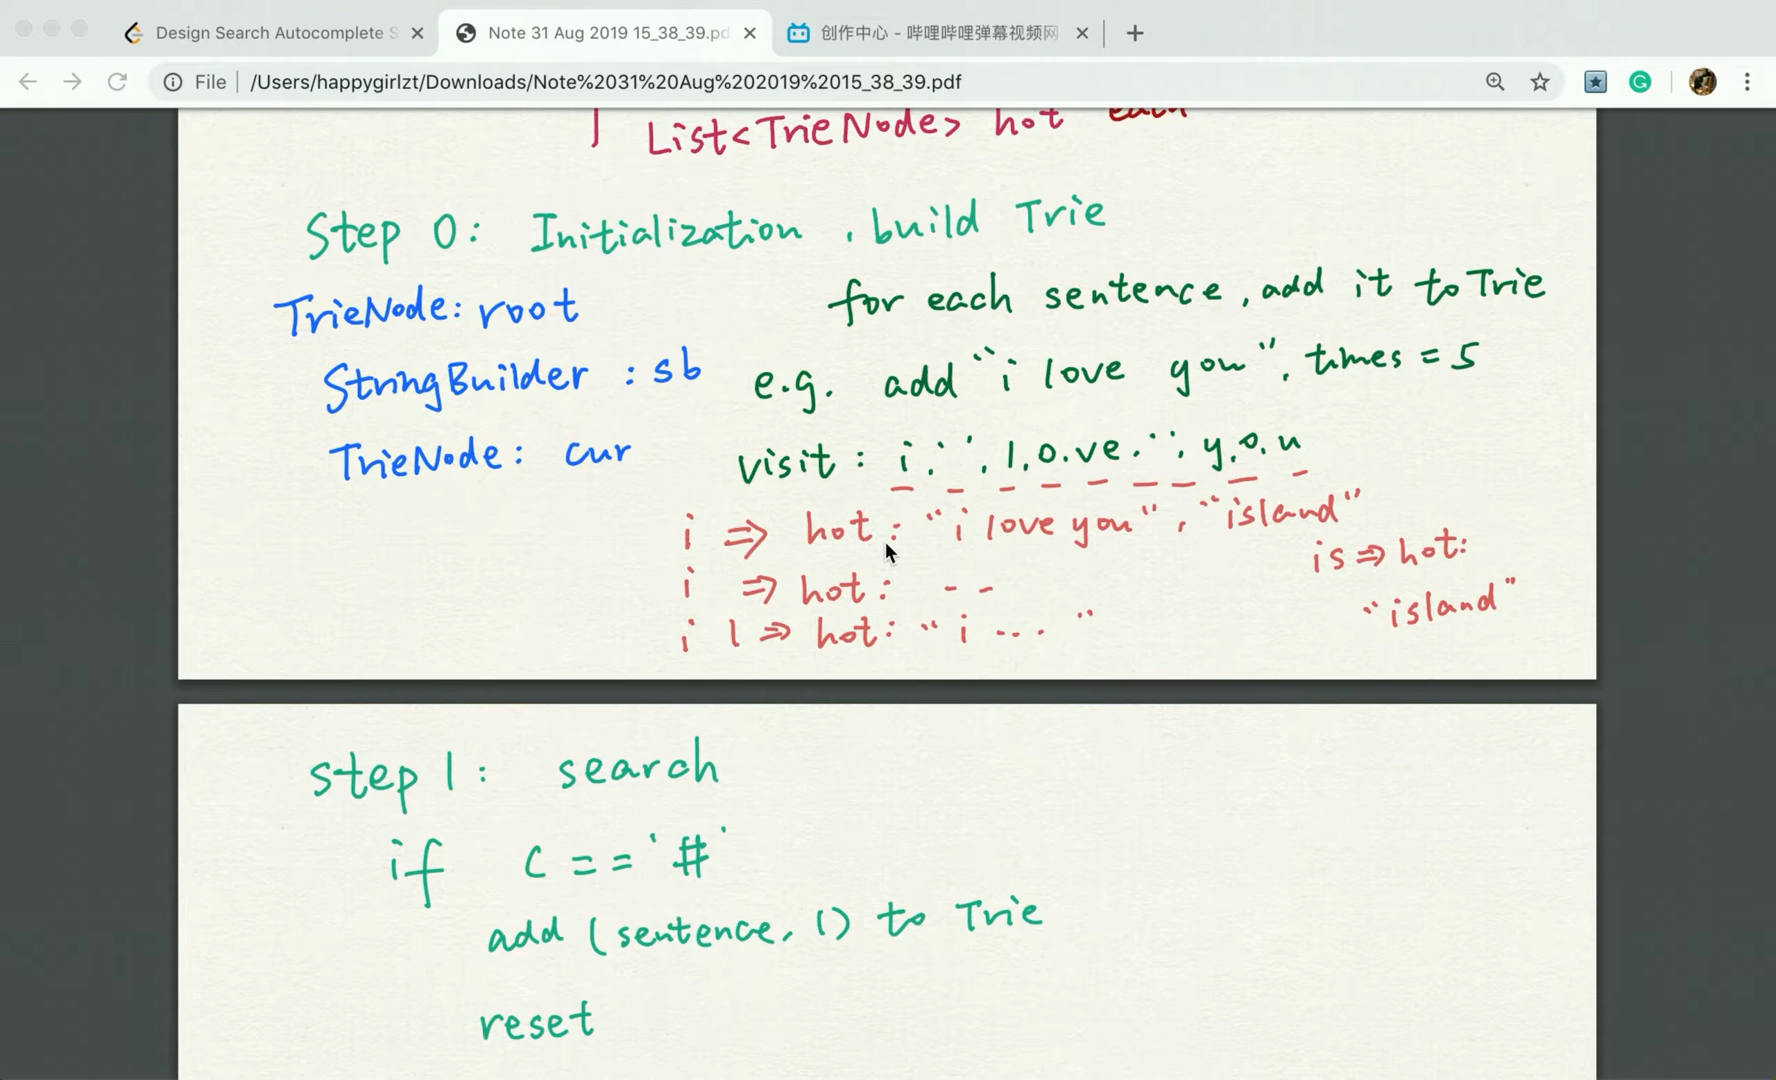 Design Search Autocomplete S
Note 31 Aug 2019 15_38_39.pd
创作中心 - 哔哩哔哩弹幕视频网
File
/Users/happygirlzt/Downloads/Note%2031%20Aug%202019%2015_38_39.pdf
List<TrieNode> hot
Step 0: Initialization, build Trie
TrieNode: root
for each sentence, add it to Trie
StringBuilder : sb
e.g. add "i love you", times = 5
TrieNode: cur
visit: i, ' ', l, o, ve, ' ', y, o, u
i => hot: "i love you", "island"
is => hot:
i => hot: - -
"island"
i l => hot: "i ... "
step 1: search
if c == '#'
add (sentence, 1) to Trie
reset